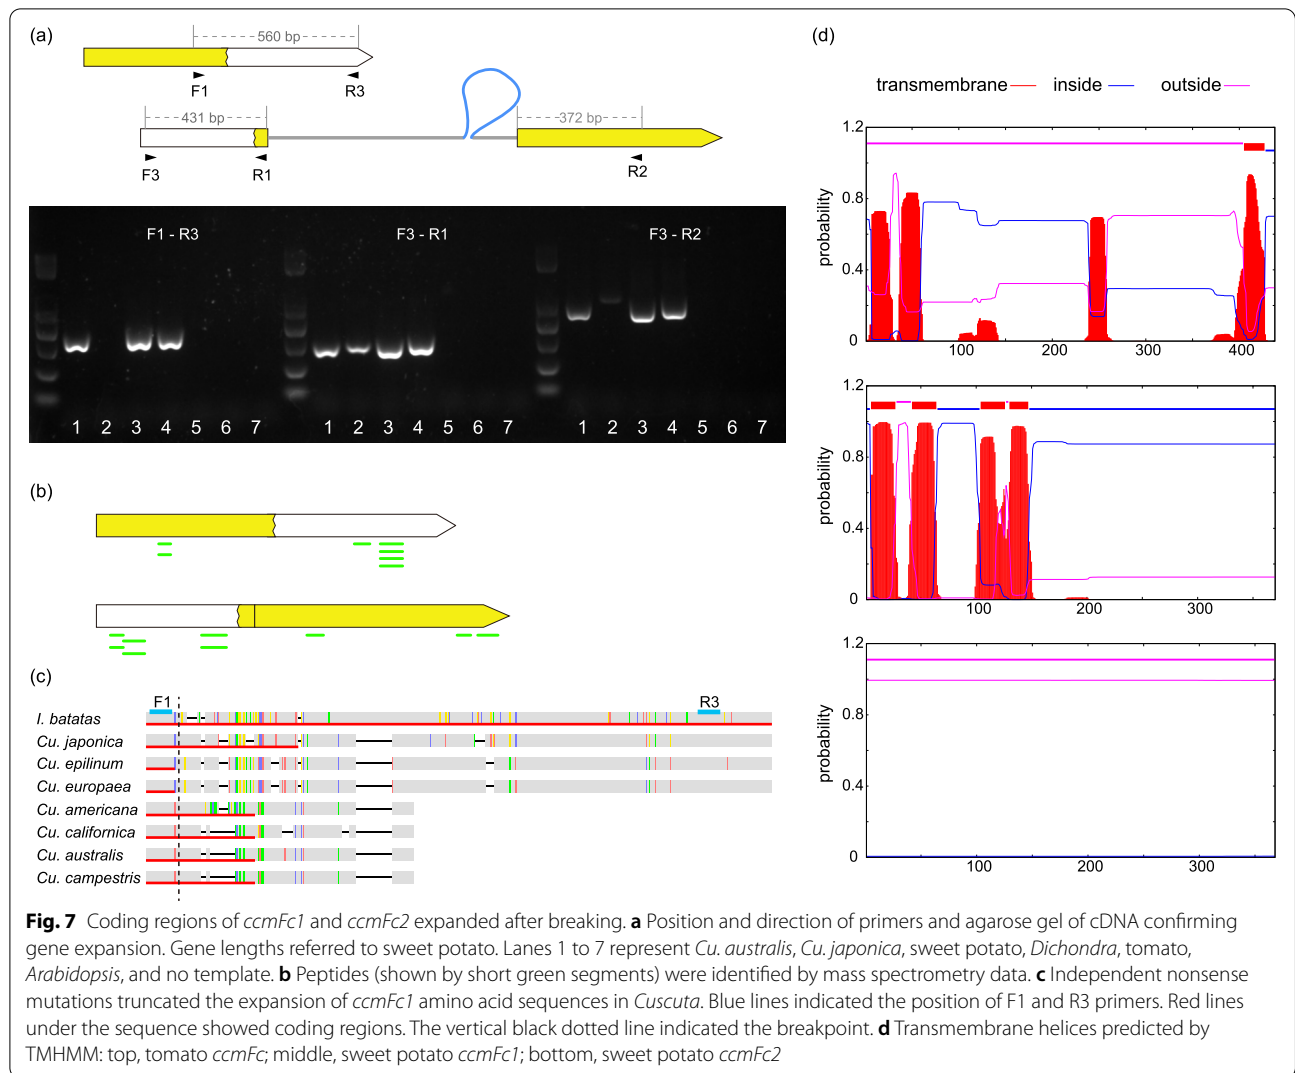 (a)
560 bp
F1
R3
431 bp
372 bp
F3
R1
R2
F1 - R3
F3 - R1
F3 - R2
1 2 3 4 5 6 7
1 2 3 4 5 6 7
1 2 3 4 5 6 7
(b)
(c)
F1
R3
I. batatas
Cu. japonica
Cu. epilinum
Cu. europaea
Cu. americana
Cu. californica
Cu. australis
Cu. campestris
(d)
transmembrane inside outside
1.2
0.8
0.4
0
probability
100 200 300 400
1.2
0.8
0.4
0
probability
100 200 300
1.2
0.8
0.4
0
probability
100 200 300
Fig. 7 Coding regions of ccmFc1 and ccmFc2 expanded after breaking. a Position and direction of primers and agarose gel of cDNA confirming
gene expansion. Gene lengths referred to sweet potato. Lanes 1 to 7 represent Cu. australis, Cu. japonica, sweet potato, Dichondra, tomato,
Arabidopsis, and no template. b Peptides (shown by short green segments) were identified by mass spectrometry data. c Independent nonsense
mutations truncated the expansion of ccmFc1 amino acid sequences in Cuscuta. Blue lines indicated the position of F1 and R3 primers. Red lines
under the sequence showed coding regions. The vertical black dotted line indicated the breakpoint. d Transmembrane helices predicted by
TMHMM: top, tomato ccmFc; middle, sweet potato ccmFc1; bottom, sweet potato ccmFc2